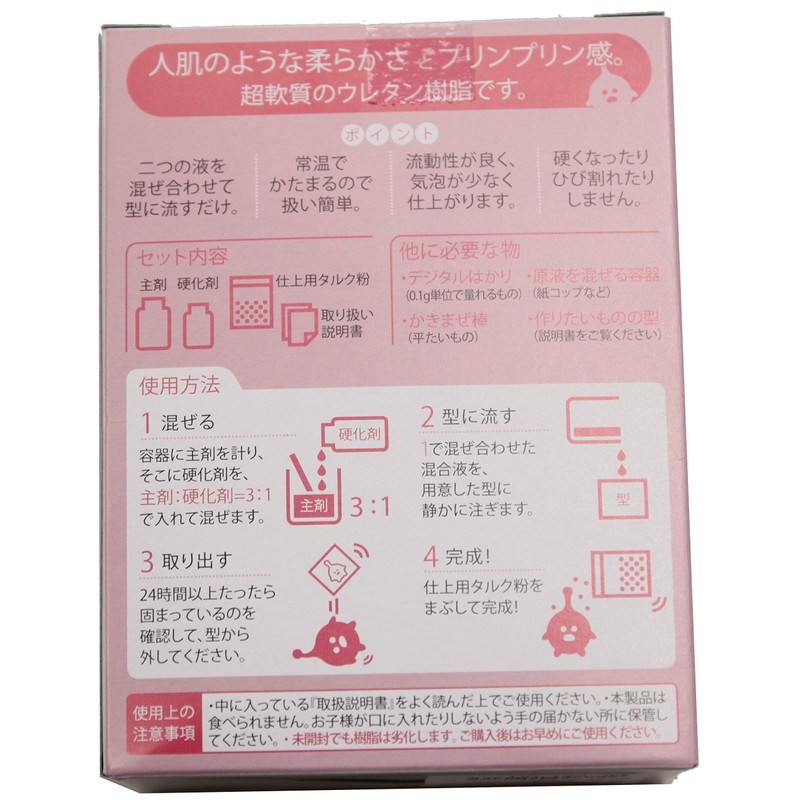 人肌のような柔らかさとプリンプリン感。
超軟質のウレタン樹脂です。
ポイント
二つの液を
混ぜ合わせて
型に流すだけ。
常温で
かたまるので
扱い簡単。
流動性が良く、
気泡が少なく
仕上がります。
硬くなったり
ひび割れたり
しません。
セット内容
主剤 硬化剤
仕上用タルク粉
取り扱い
説明書
他に必要な物
・デジタルはかり
(0.1g単位で量れるもの)
・原液を混ぜる容器
(紙コップなど)
・かきまぜ棒
(平たいもの)
・作りたいものの型
(説明書をご覧ください)
使用方法
1 混ぜる
容器に主剤を計り、
そこに硬化剤を、
主剤:硬化剤=3:1
で入れて混ぜます。
硬化剤
主剤
3:1
2 型に流す
1で混ぜ合わせた
混合液を、
用意した型に
静かに注ぎます。
型
3 取り出す
24時間以上たったら
固まっているのを
確認して、型から
外してください。
4 完成!
仕上用タルク粉を
まぶして完成!
使用上の
注意事項
・中に入っている『取扱説明書』をよく読んだ上でご使用ください。・本製品は
食べられません。お子様が口に入れたりしないよう手の届かない所に保管し
てください。・未開封でも樹脂は劣化します。ご購入後はお早めにご使用ください。